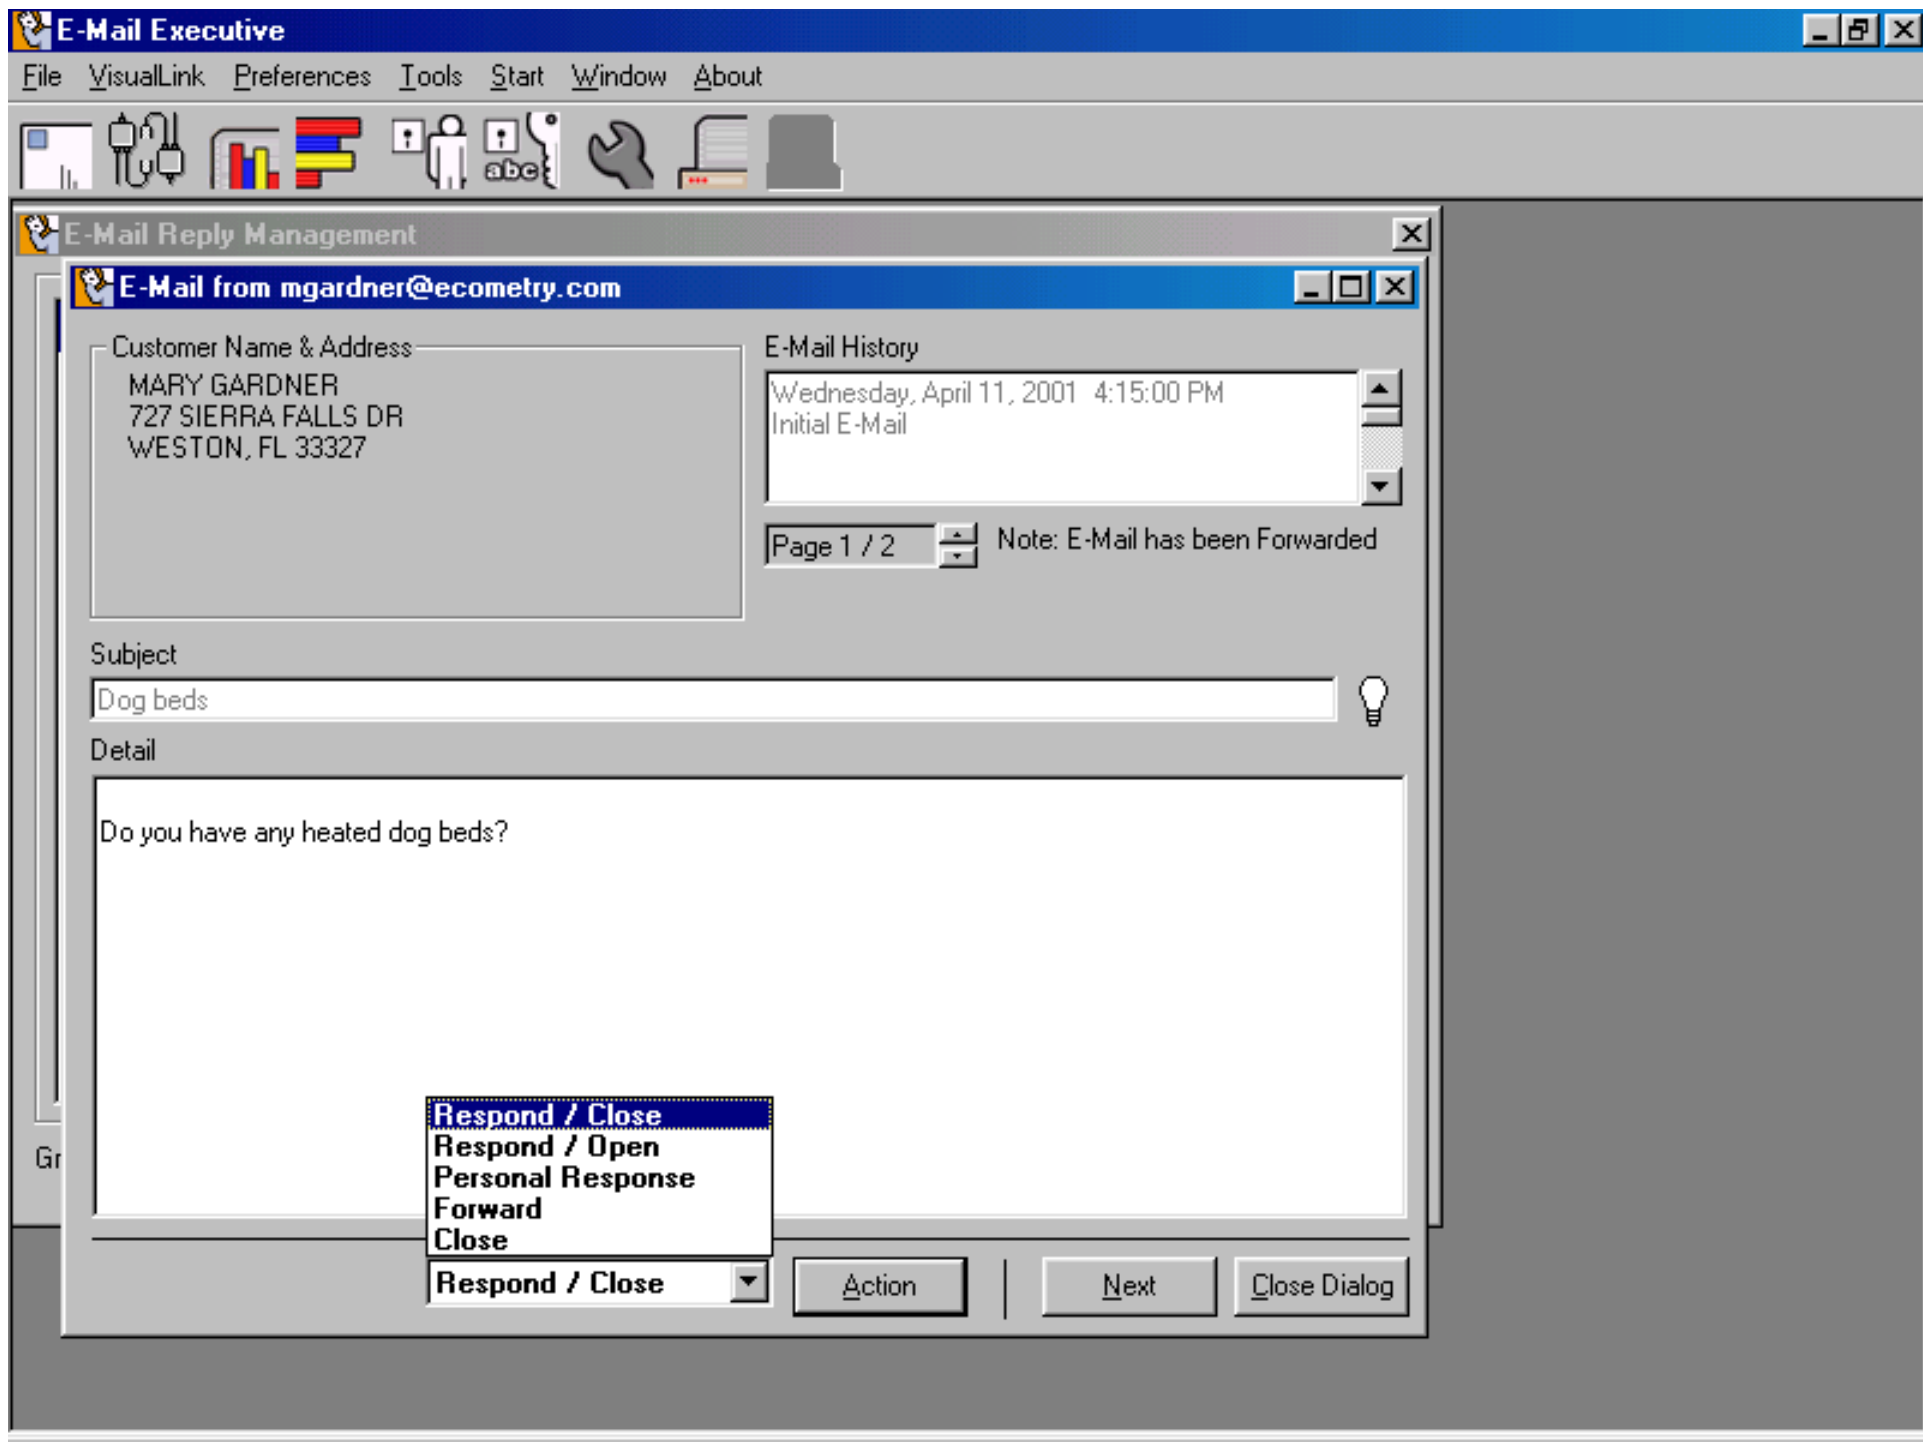 E-Mail Executive
File VisualLink Preferences Tools Start Window About
abc
E-Mail Reply Management
E-Mail from mgardner@ecometry.com
Customer Name & Address
MARY GARDNER
727 SIERRA FALLS DR
WESTON, FL 33327
E-Mail History
Wednesday, April 11, 2001 4:15:00 PM
Initial E-Mail
Page 1 / 2
Note: E-Mail has been Forwarded
Subject
Dog beds
Detail
Do you have any heated dog beds?
Gr
Respond / Close
Respond / Open
Personal Response
Forward
Close
Respond / Close
Action
Next
Close Dialog